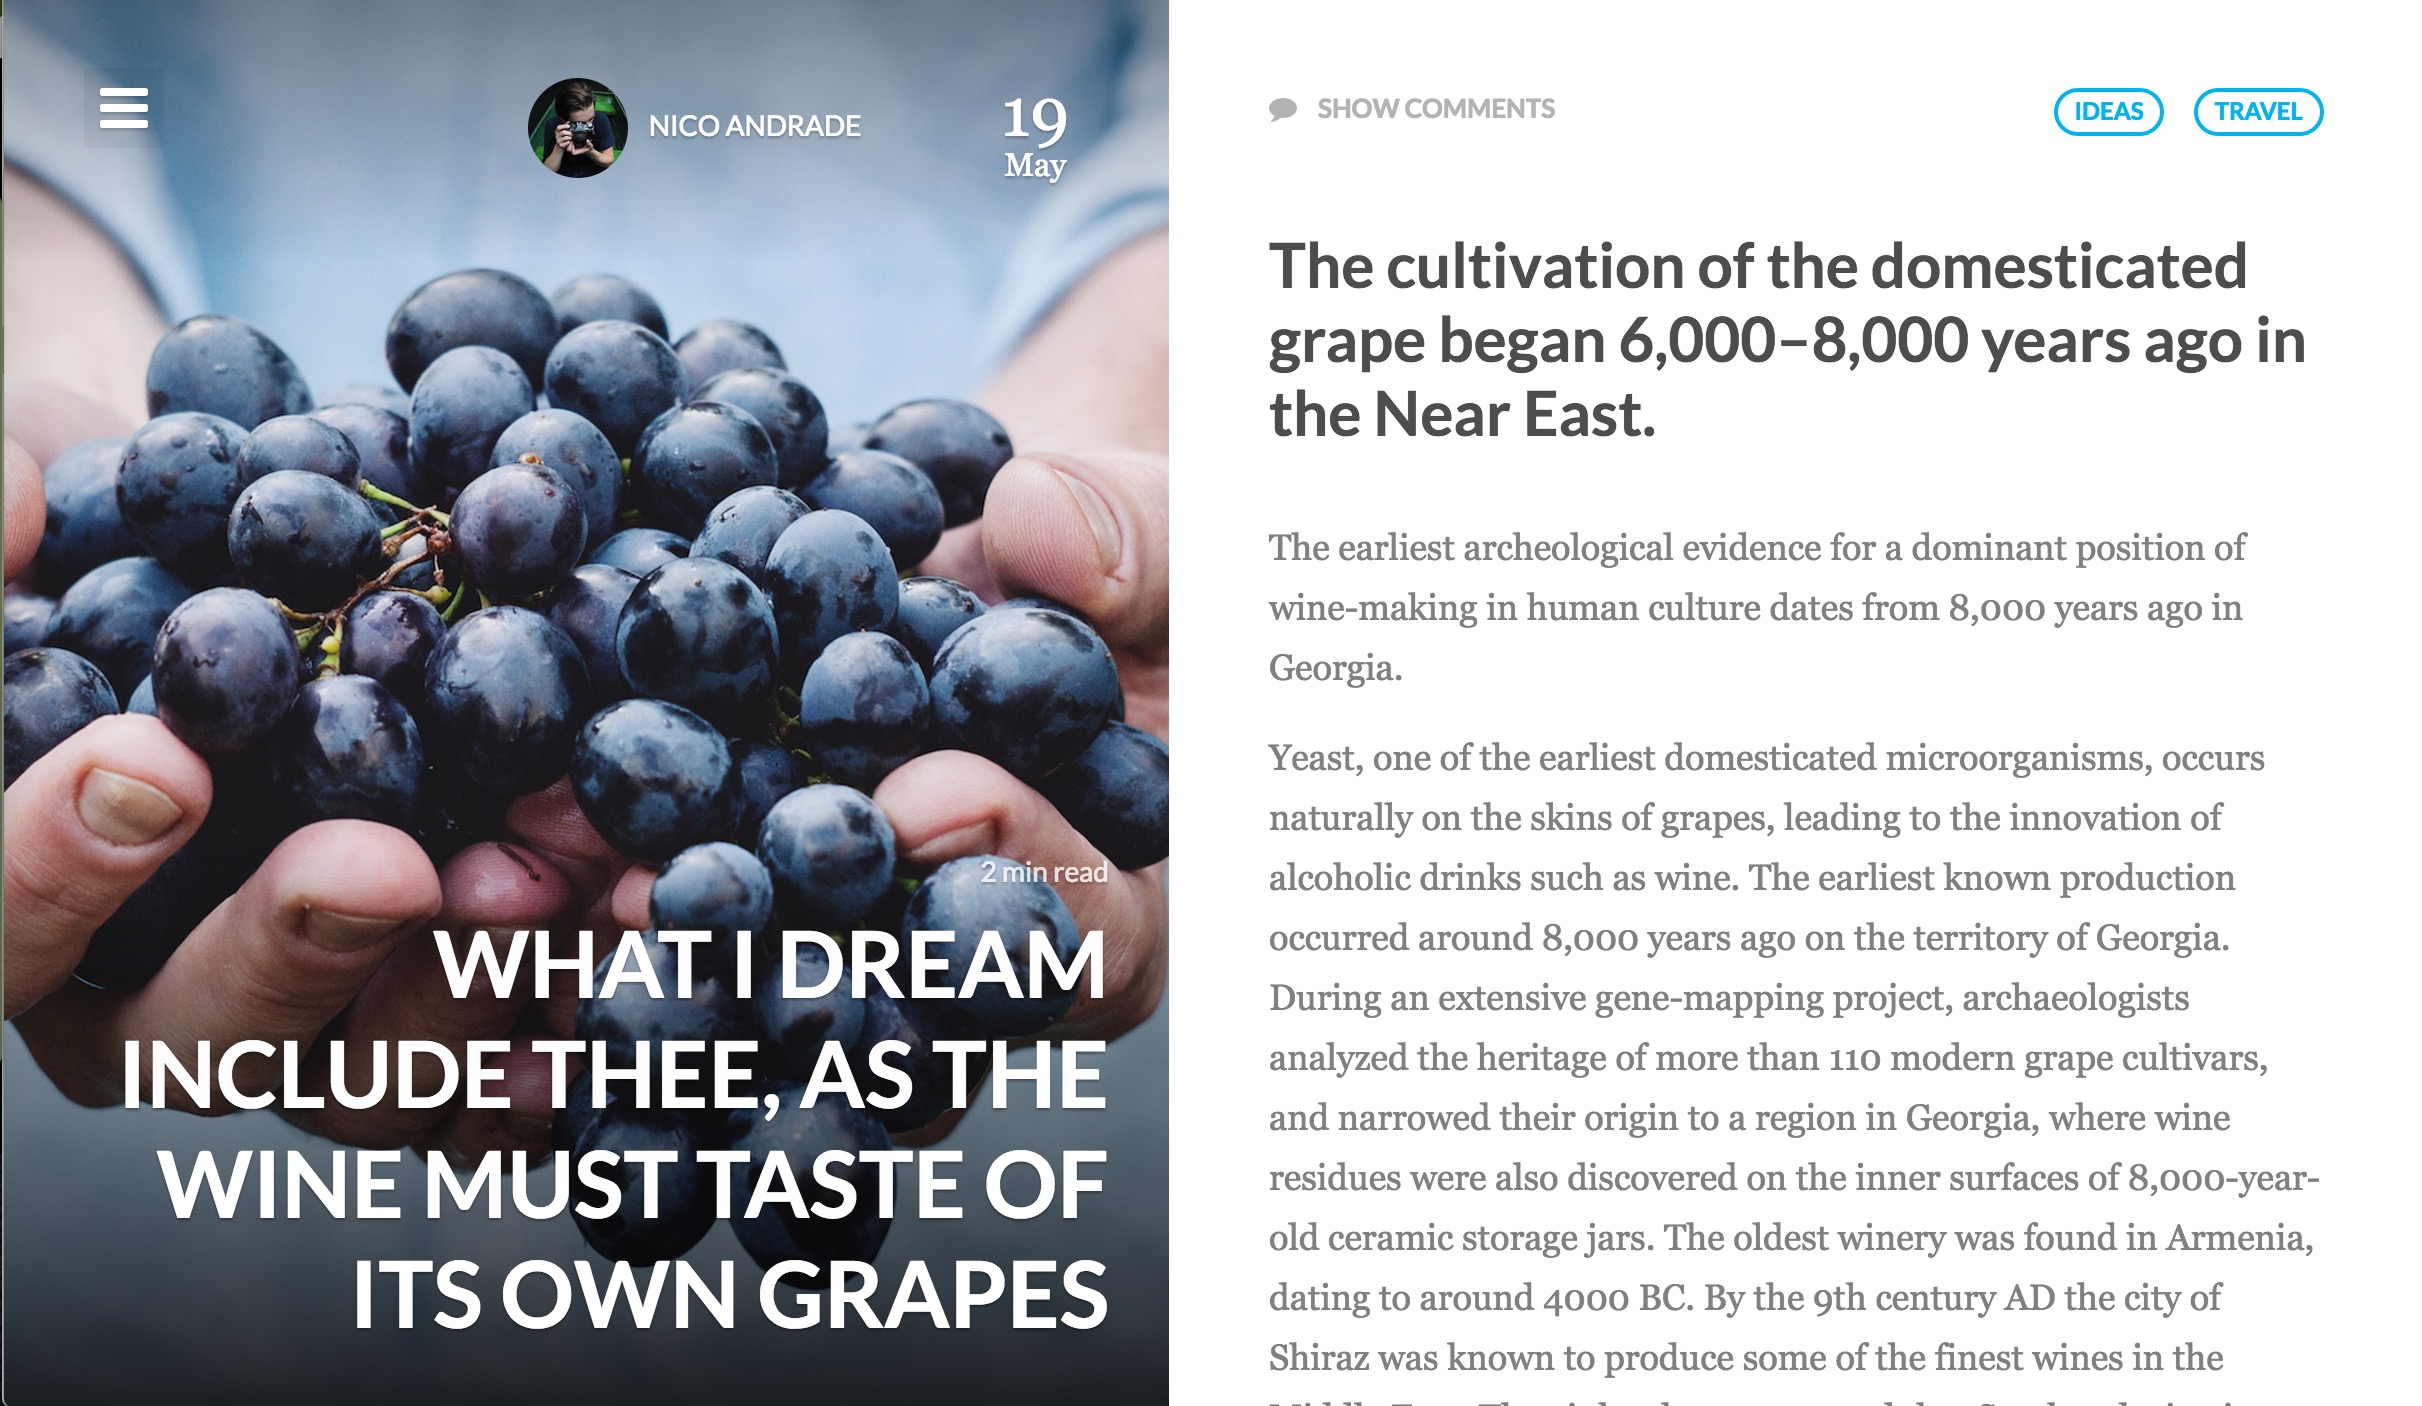 NICO ANDRADE
19
May
2 min read
WHAT I DREAM
INCLUDE THEE, AS THE
WINE MUST TASTE OF
ITS OWN GRAPES
SHOW COMMENTS
IDEAS
TRAVEL
The cultivation of the domesticated
grape began 6,000–8,000 years ago in
the Near East.
The earliest archeological evidence for a dominant position of
wine-making in human culture dates from 8,000 years ago in
Georgia.
Yeast, one of the earliest domesticated microorganisms, occurs
naturally on the skins of grapes, leading to the innovation of
alcoholic drinks such as wine. The earliest known production
occurred around 8,000 years ago on the territory of Georgia.
During an extensive gene-mapping project, archaeologists
analyzed the heritage of more than 110 modern grape cultivars,
and narrowed their origin to a region in Georgia, where wine
residues were also discovered on the inner surfaces of 8,000-year-
old ceramic storage jars. The oldest winery was found in Armenia,
dating to around 4000 BC. By the 9th century AD the city of
Shiraz was known to produce some of the finest wines in the